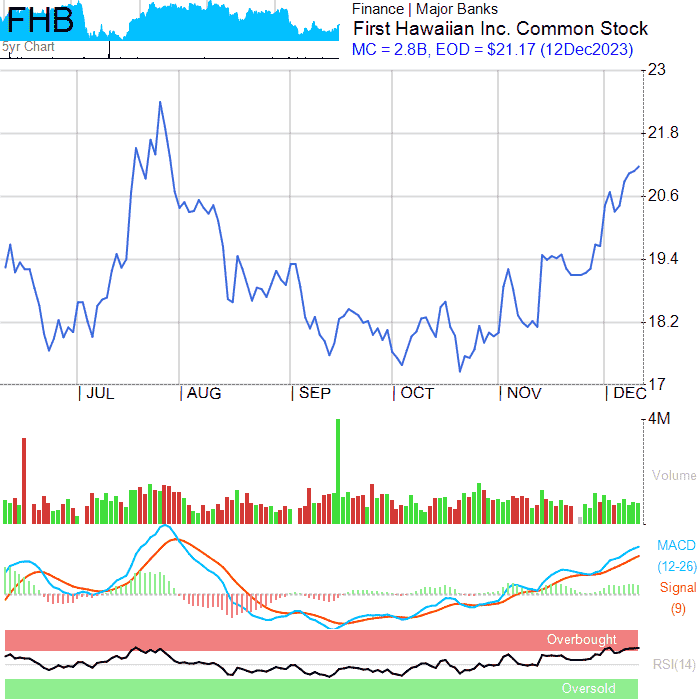 FHB
5yr Chart
Finance | Major Banks
First Hawaiian Inc. Common Stock
MC = 2.8B, EOD = $21.17 (12Dec2023)
23
21.8
20.6
19.4
18.2
17
| JUL | AUG | SEP | OCT | NOV | DEC
4M
Volume
MACD
(12-26)
Signal
(9)
Overbought
RSI(14)
Oversold